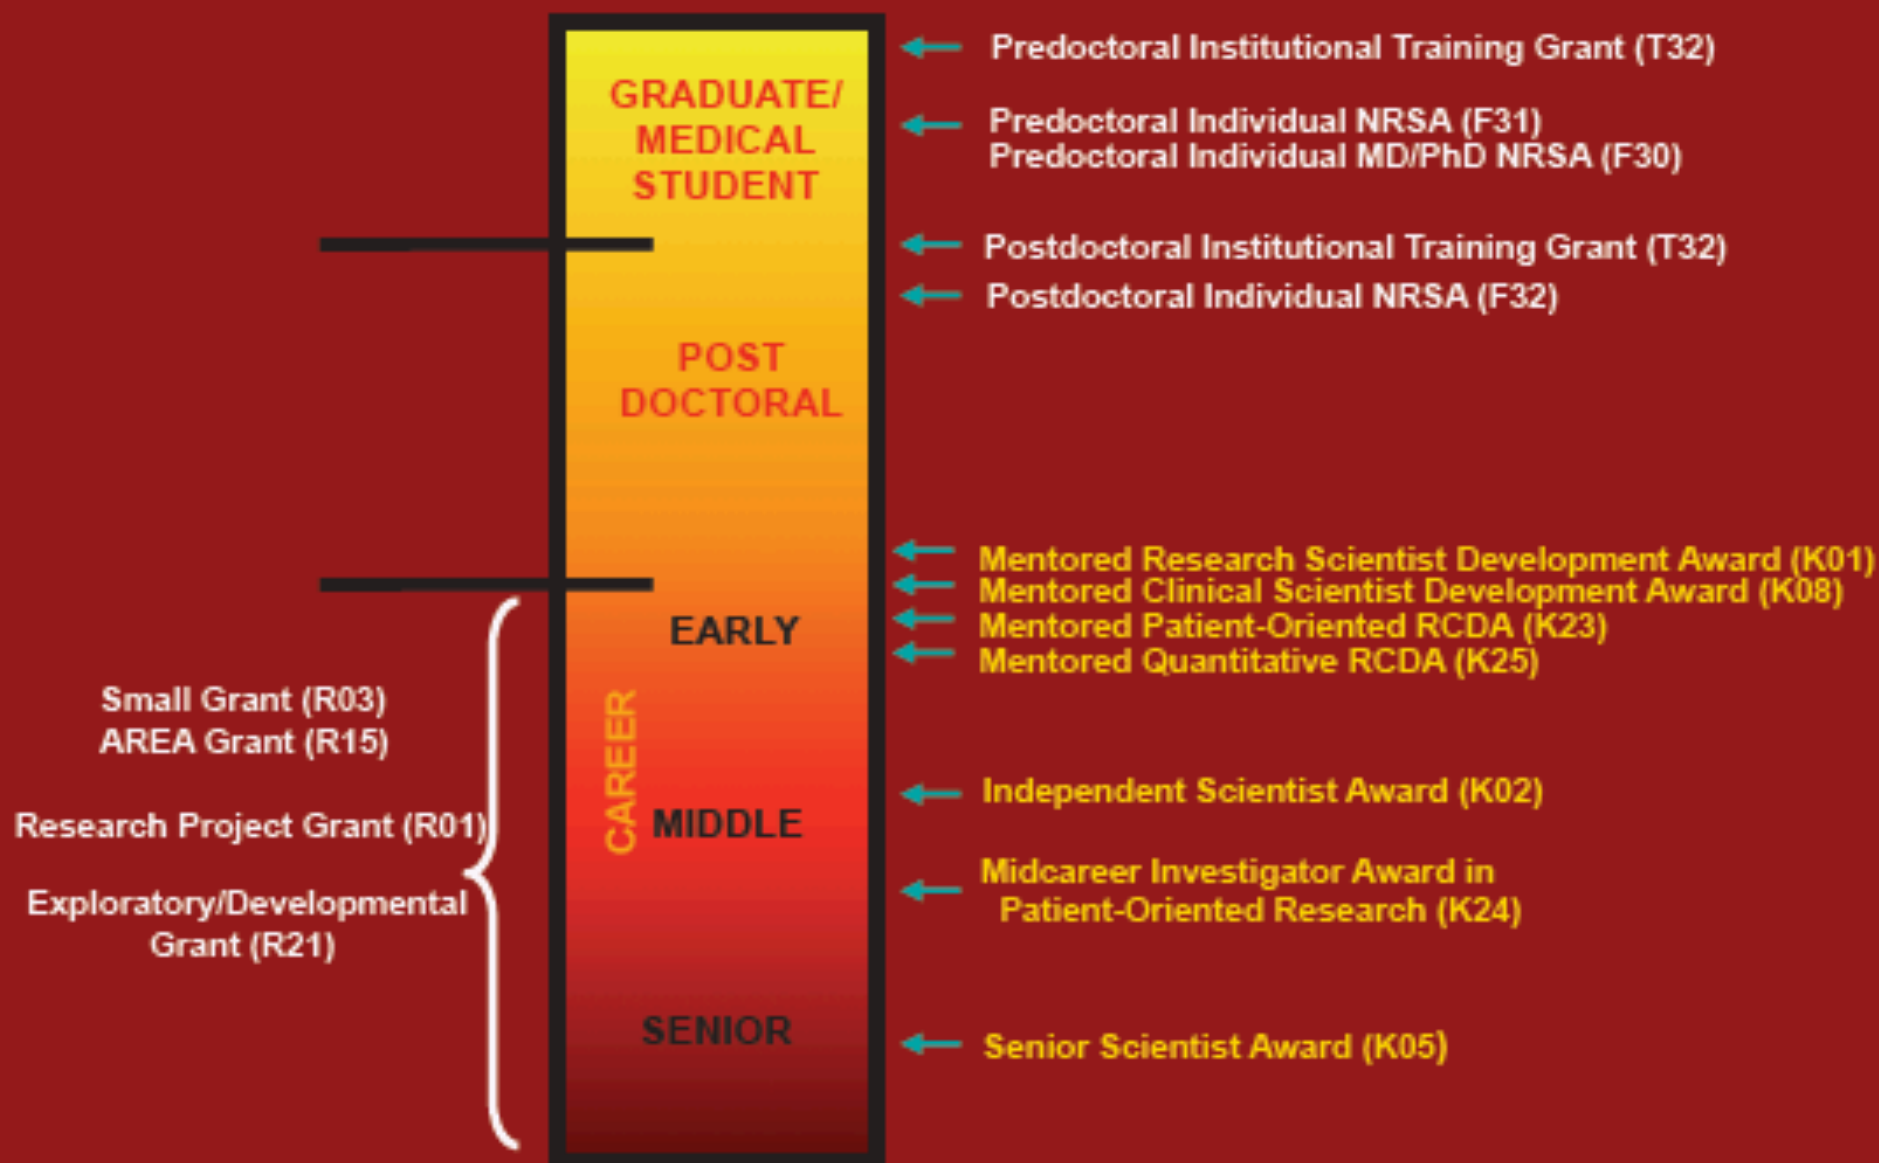 GRADUATE/
MEDICAL
STUDENT
POST
DOCTORAL
EARLY
CAREER
MIDDLE
SENIOR
Predoctoral Institutional Training Grant (T32)
Predoctoral Individual NRSA (F31)
Predoctoral Individual MD/PhD NRSA (F30)
Postdoctoral Institutional Training Grant (T32)
Postdoctoral Individual NRSA (F32)
Mentored Research Scientist Development Award (K01)
Mentored Clinical Scientist Development Award (K08)
Mentored Patient-Oriented RCDA (K23)
Mentored Quantitative RCDA (K25)
Independent Scientist Award (K02)
Midcareer Investigator Award in
Patient-Oriented Research (K24)
Senior Scientist Award (K05)
Small Grant (R03)
AREA Grant (R15)
Research Project Grant (R01)
Exploratory/Developmental
Grant (R21)